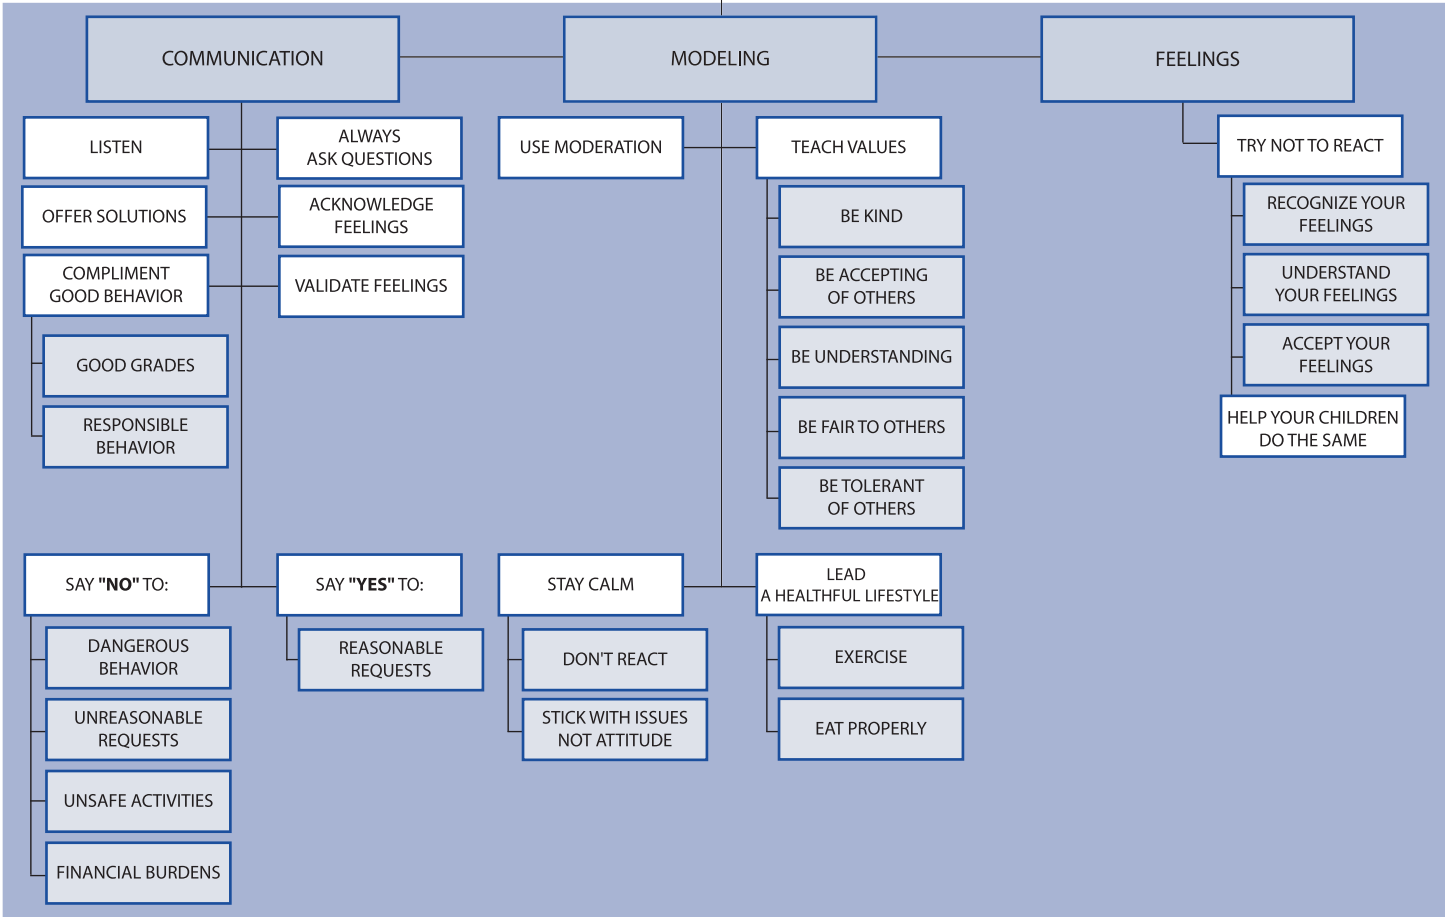 COMMUNICATION
LISTEN
ALWAYS
ASK QUESTIONS
OFFER SOLUTIONS
ACKNOWLEDGE
FEELINGS
COMPLIMENT
GOOD BEHAVIOR
VALIDATE FEELINGS
GOOD GRADES
RESPONSIBLE
BEHAVIOR
SAY "NO" TO:
DANGEROUS
BEHAVIOR
UNREASONABLE
REQUESTS
UNSAFE ACTIVITIES
FINANCIAL BURDENS
SAY "YES" TO:
REASONABLE
REQUESTS
MODELING
USE MODERATION
TEACH VALUES
BE KIND
BE ACCEPTING
OF OTHERS
BE UNDERSTANDING
BE FAIR TO OTHERS
BE TOLERANT
OF OTHERS
STAY CALM
DON'T REACT
STICK WITH ISSUES
NOT ATTITUDE
LEAD
A HEALTHFUL LIFESTYLE
EXERCISE
EAT PROPERLY
FEELINGS
TRY NOT TO REACT
RECOGNIZE YOUR
FEELINGS
UNDERSTAND
YOUR FEELINGS
ACCEPT YOUR
FEELINGS
HELP YOUR CHILDREN
DO THE SAME